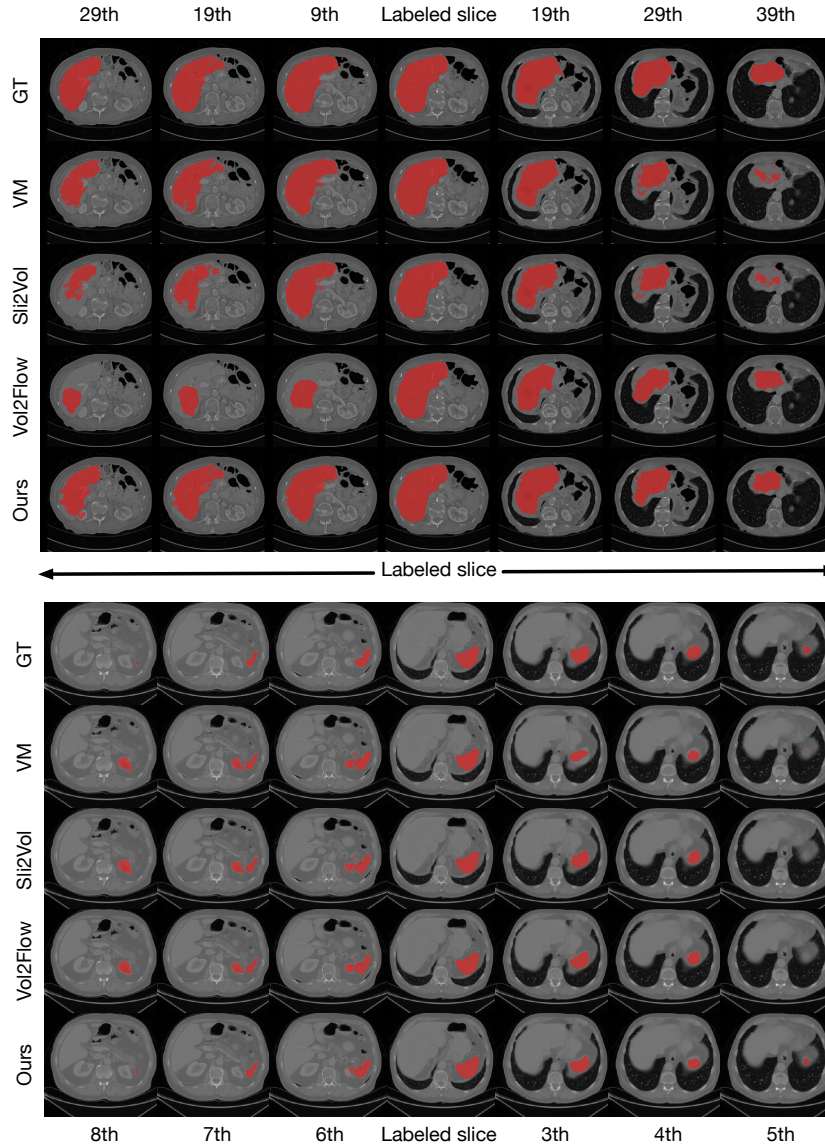 29th 19th 9th Labeled slice 19th 29th 39th
GT
VM
Sli2Vol
Vol2Flow
Ours
Labeled slice
GT
VM
Sli2Vol
Vol2Flow
Ours
8th 7th 6th Labeled slice 3th 4th 5th